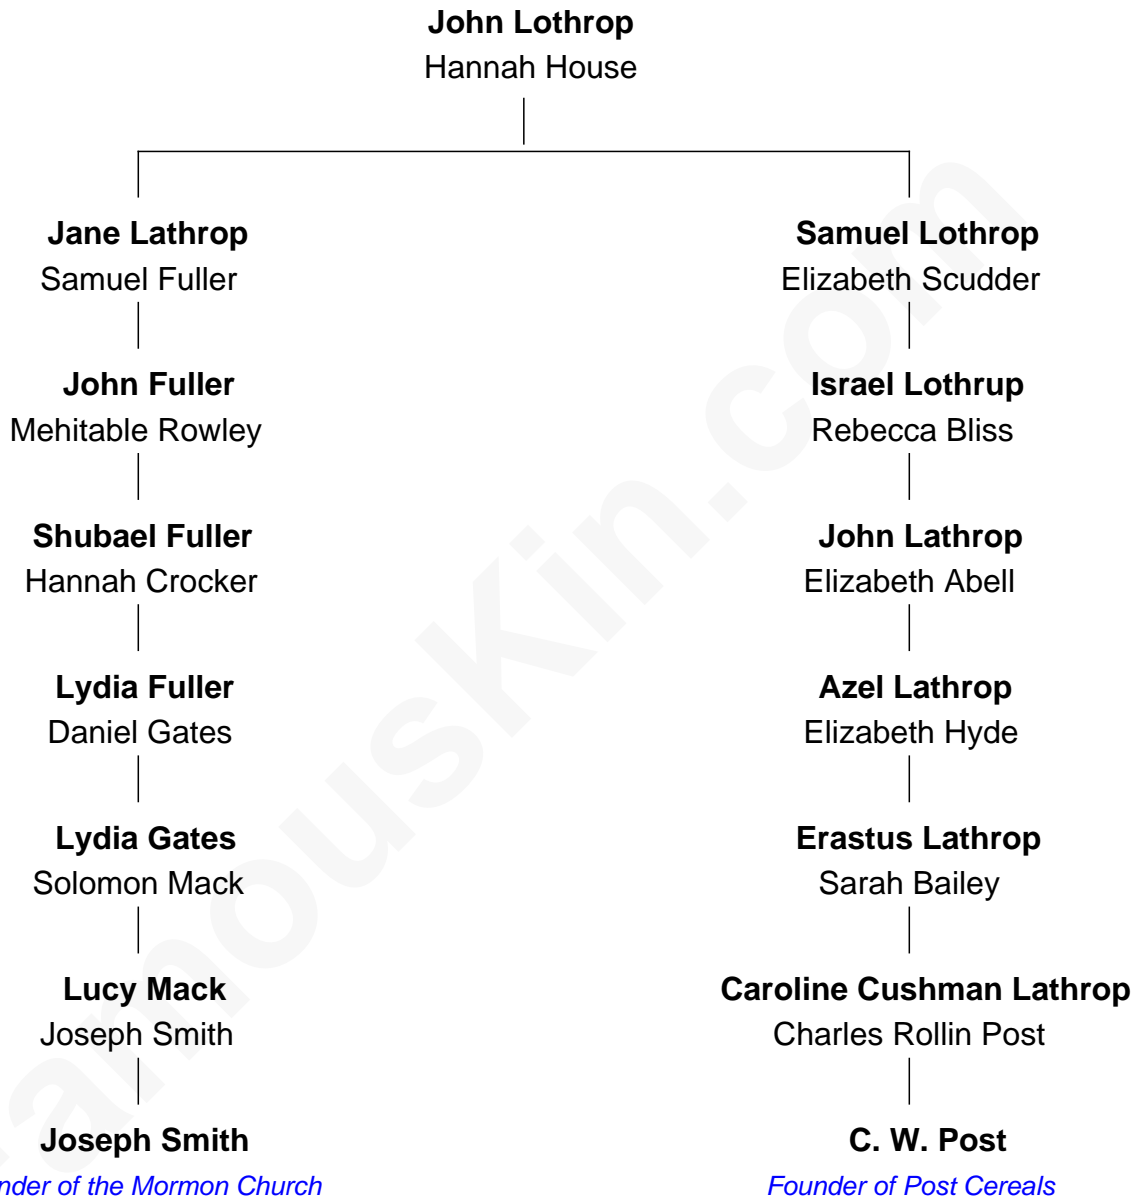 John Lothrop
Hannah House
Jane Lathrop
Samuel Fuller
Samuel Lothrop
Elizabeth Scudder
John Fuller
Mehitable Rowley
Israel Lothrup
Rebecca Bliss
Shubael Fuller
Hannah Crocker
John Lathrop
Elizabeth Abell
Lydia Fuller
Daniel Gates
Azel Lathrop
Elizabeth Hyde
Lydia Gates
Solomon Mack
Erastus Lathrop
Sarah Bailey
Lucy Mack
Joseph Smith
Caroline Cushman Lathrop
Charles Rollin Post
Joseph Smith
nder of the Mormon Church
C. W. Post
Founder of Post Cereals
amouskin.com